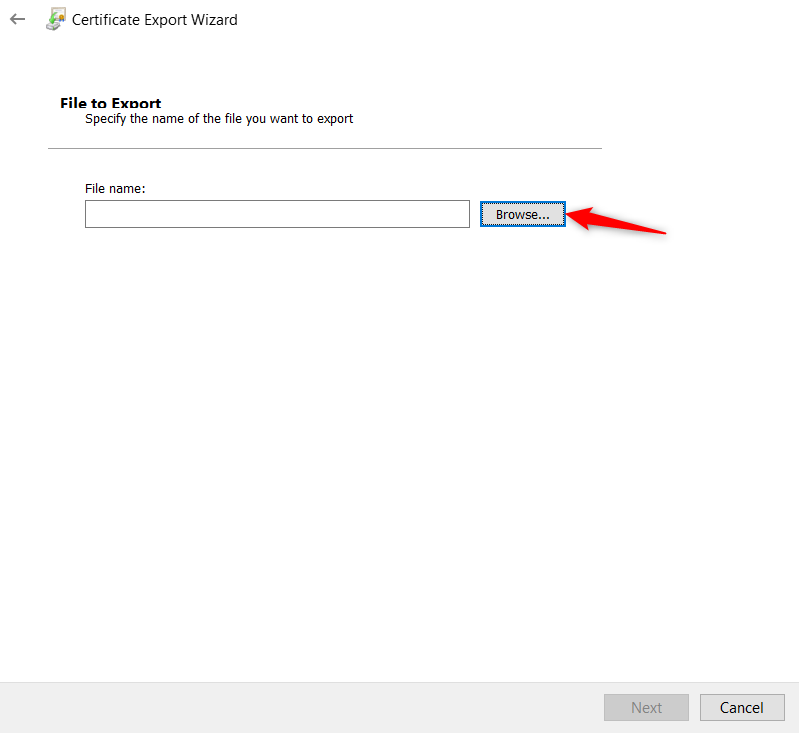 Certificate Export Wizard
File to Export
Specify the name of the file you want to export
File name:
Browse...
Next
Cancel